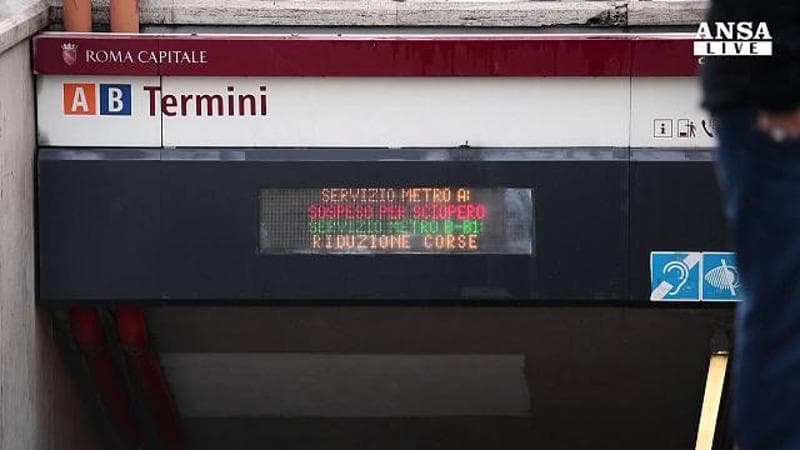 ANSA
LIVE
ROMA CAPITALE
A B Termini
SERVIZIO METRO A:
SOSPESO PER SCIOPERO
SERVIZIO METRO B-B1:
RIDUZIONE CORSE